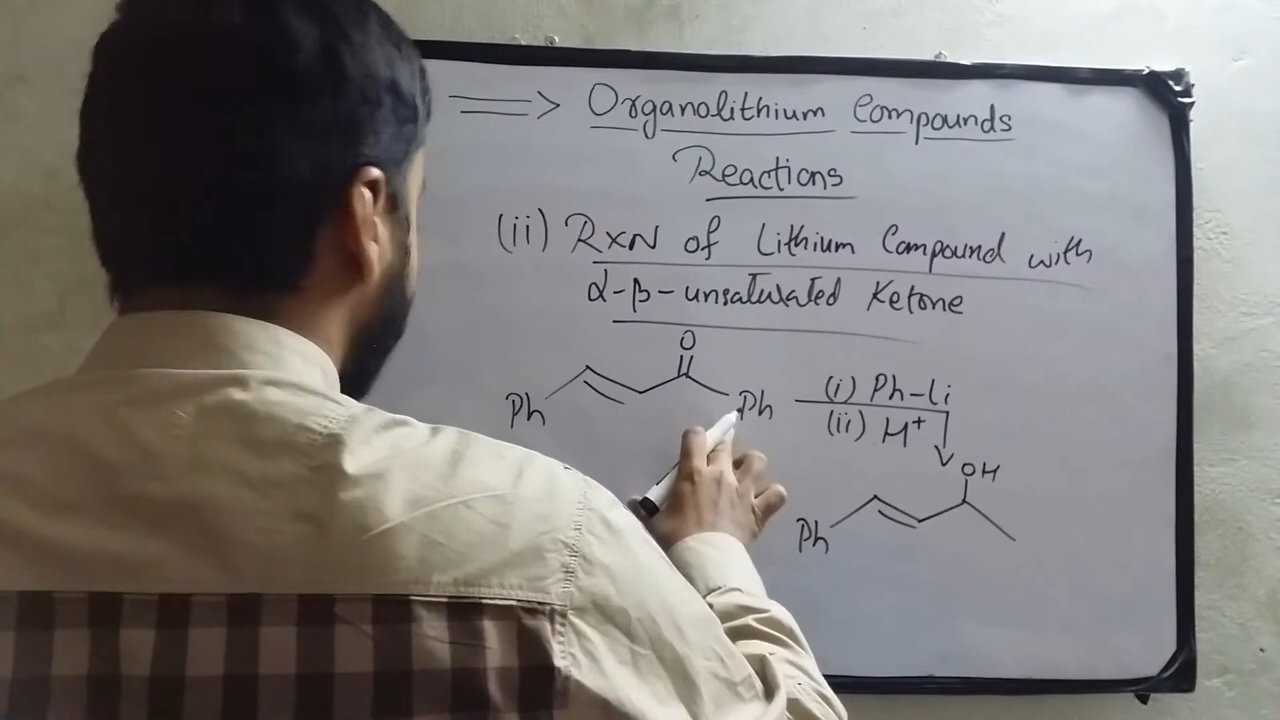 => Organolithium Compounds
Reactions
(ii) RxN of Lithium Compound with
α-β-unsaturated Ketone
O
Ph Ph
(i) Ph-Li
(ii) H⁺
OH
Ph